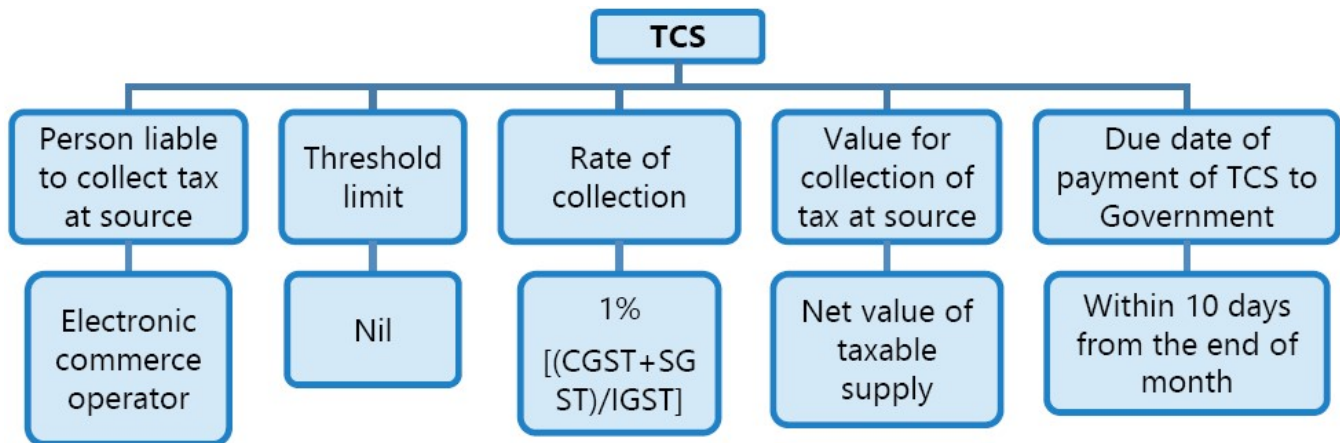 TCS
Person liable
to collect tax
at source
Threshold
limit
Rate of
collection
Value for
collection of
tax at source
Due date of
payment of TCS to
Government
Electronic
commerce
operator
Nil
1%
[(CGST+SG
ST)/IGST]
Net value of
taxable
supply
Within 10 days
from the end of
month